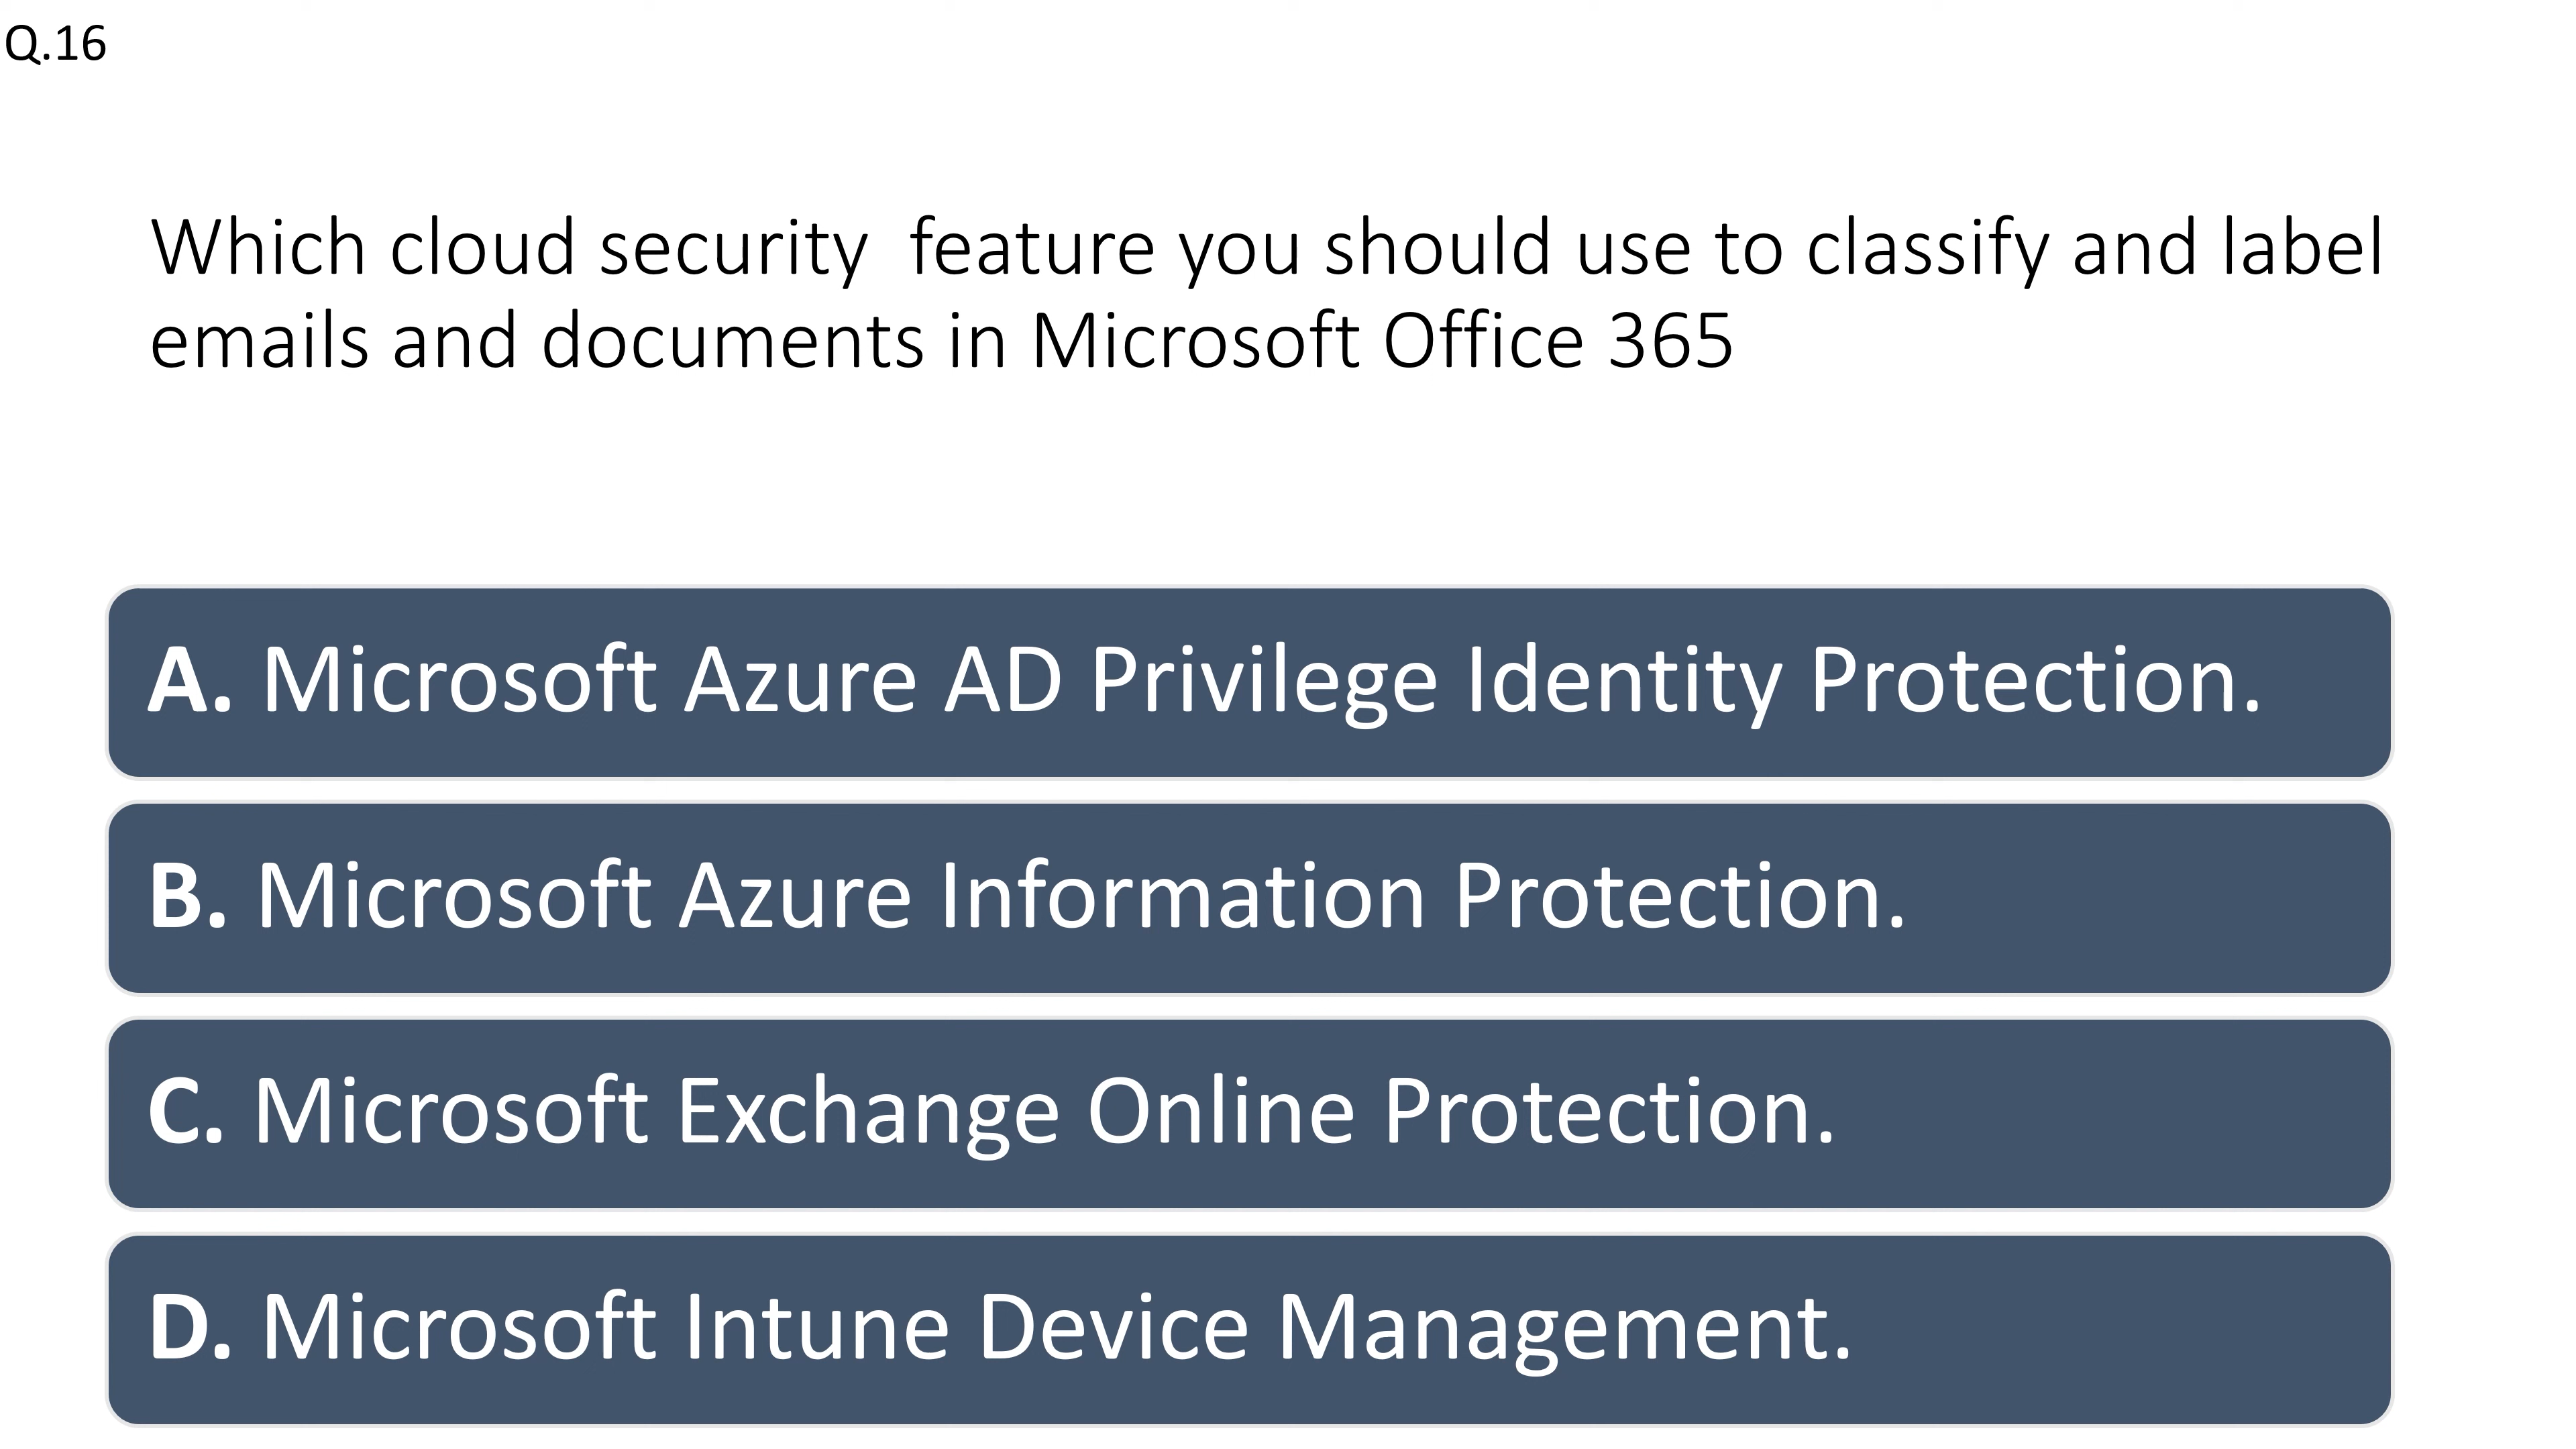 Q.16
Which cloud security  feature you should use to classify and label
emails and documents in Microsoft Office 365
A. Microsoft Azure AD Privilege Identity Protection.
B. Microsoft Azure Information Protection.
C. Microsoft Exchange Online Protection.
D. Microsoft Intune Device Management.